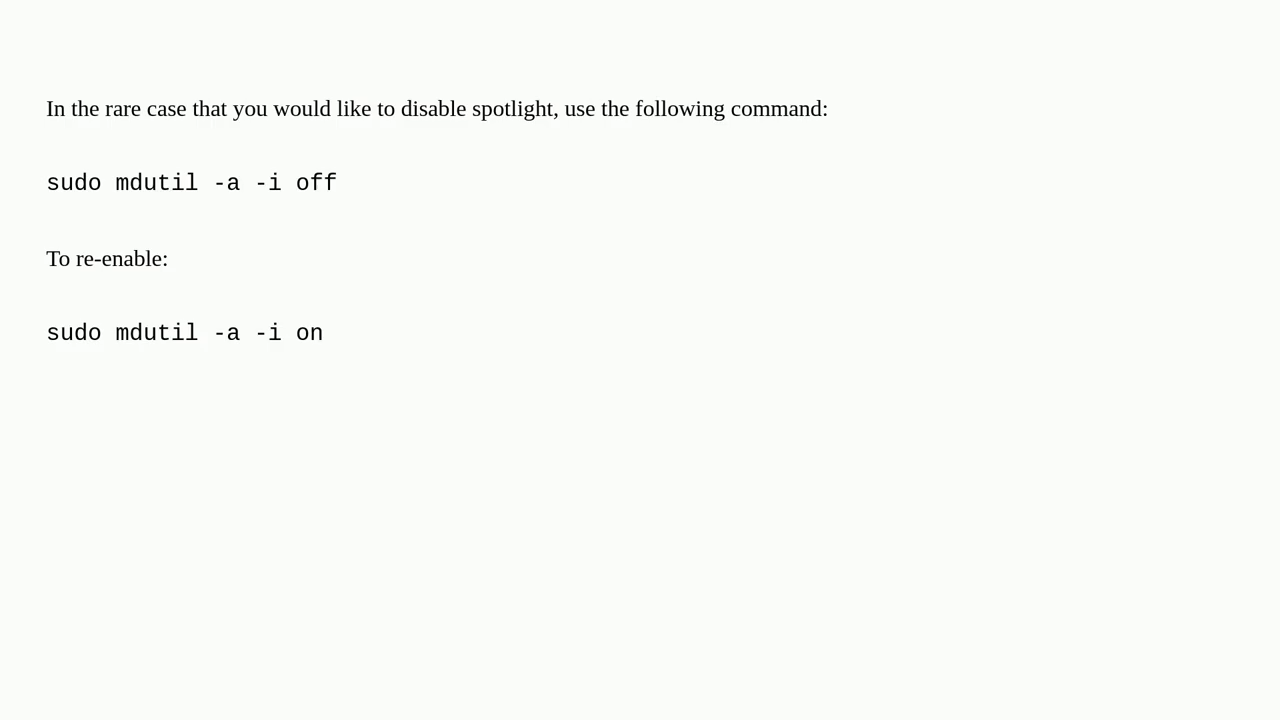 In the rare case that you would like to disable spotlight, use the following command:
sudo mdutil -a -i off
To re-enable:
sudo mdutil -a -i on